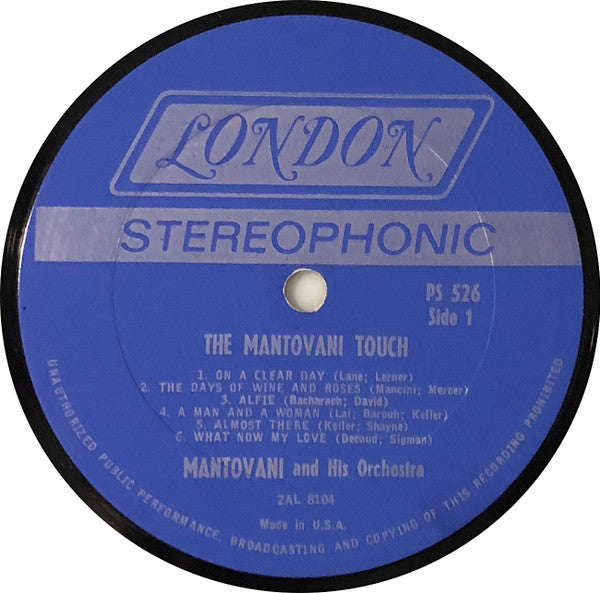 LONDON
STEREOPHONIC
PS 526
Side 1
THE MANTOVANI TOUCH
1. ON A CLEAR DAY (Lane; Lerner)
2. THE DAYS OF WINE AND ROSES (Mancini; Mercer)
3. ALFIE (Bacharach; David)
4. A MAN AND A WOMAN (Lai; Barouh; Keller)
5. ALMOST THERE (Keller; Shayne)
6. WHAT NOW MY LOVE (Becaud; Sigman)
MANTOVANI and His Orchestra
ZAL 8104
Made in U.S.A.
UNAUTHORIZED PUBLIC PERFORMANCE, BROADCASTING AND COPYING OF THIS RECORDING PROHIBITED